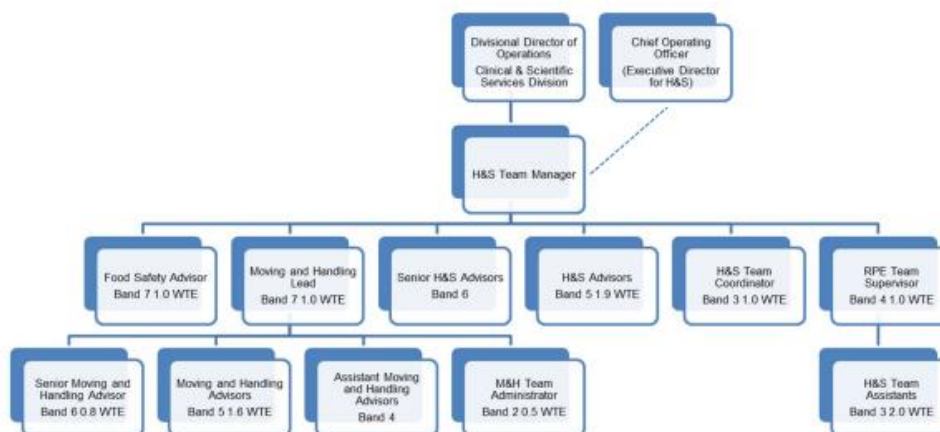 Divisional Director of
Operations
Clinical & Scientific
Services Division
Chief Operating
Officer
(Executive Director
for H&S)
H&S Team Manager
Food Safety Advisor
Band 7 1.0 WTE
Moving and Handling
Lead
Band 7 1.0 WTE
Senior H&S Advisors
Band 6
H&S Advisors
Band 5 1.9 WTE
H&S Team
Coordinator
Band 3 1.0 WTE
RPE Team
Supervisor
Band 4 1.0 WTE
Senior Moving and
Handling Advisor
Band 6 0.8 WTE
Moving and Handling
Advisors
Band 5 1.6 WTE
Assistant Moving
and Handling
Advisors
Band 4
M&H Team
Administrator
Band 2 0.5 WTE
H&S Team
Assistants
Band 3 2.0 WTE